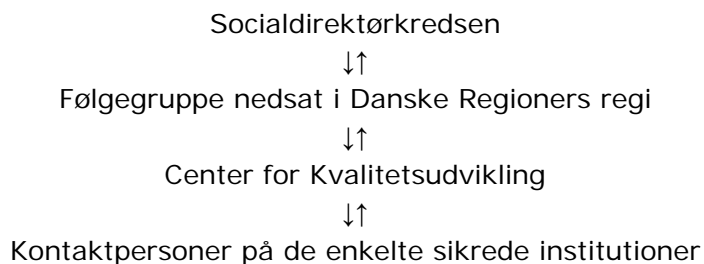 Socialdirektørkredsen
↓↑
Følgegruppe nedsat i Danske Regioners regi
↓↑
Center for Kvalitetsudvikling
↓↑
Kontaktpersoner på de enkelte sikrede institutioner